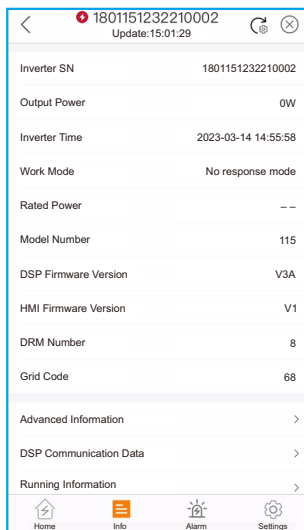 1801151232210002
Update:15:01:29
Inverter SN 1801151232210002
Output Power 0W
Inverter Time 2023-03-14 14:55:58
Work Mode No response mode
Rated Power – –
Model Number 115
DSP Firmware Version V3A
HMI Firmware Version V1
DRM Number 8
Grid Code 68
Advanced Information
DSP Communication Data
Running Information
Home Info Alarm Settings